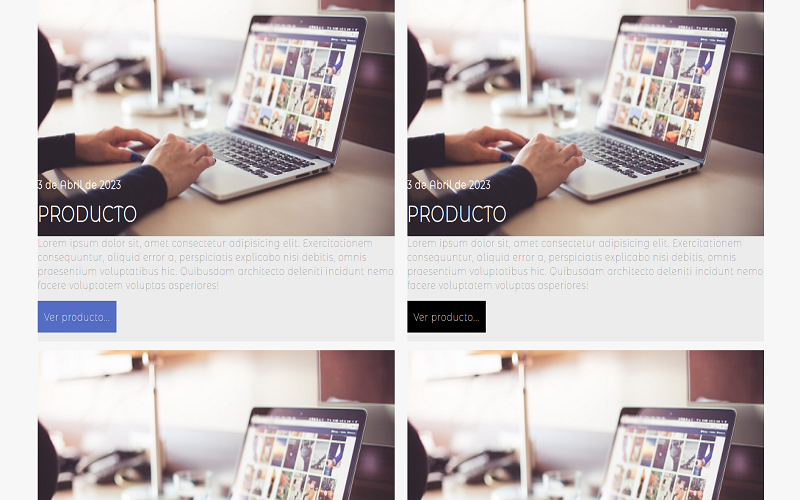 3 de Abril de 2023
PRODUCTO
Lorem ipsum dolor sit, amet consectetur adipisicing elit. Exercitationem
consequuntur, aliquid error a, perspiciatis explicabo nisi debitis, omnis
praesentium voluptatibus hic. Quibusdam architecto deleniti incidunt nemo
facere voluptatem voluptas asperiores!
Ver producto...
3 de Abril de 2023
PRODUCTO
Lorem ipsum dolor sit, amet consectetur adipisicing elit. Exercitationem
consequuntur, aliquid error a, perspiciatis explicabo nisi debitis, omnis
praesentium voluptatibus hic. Quibusdam architecto deleniti incidunt nemo
facere voluptatem voluptas asperiores!
Ver producto...